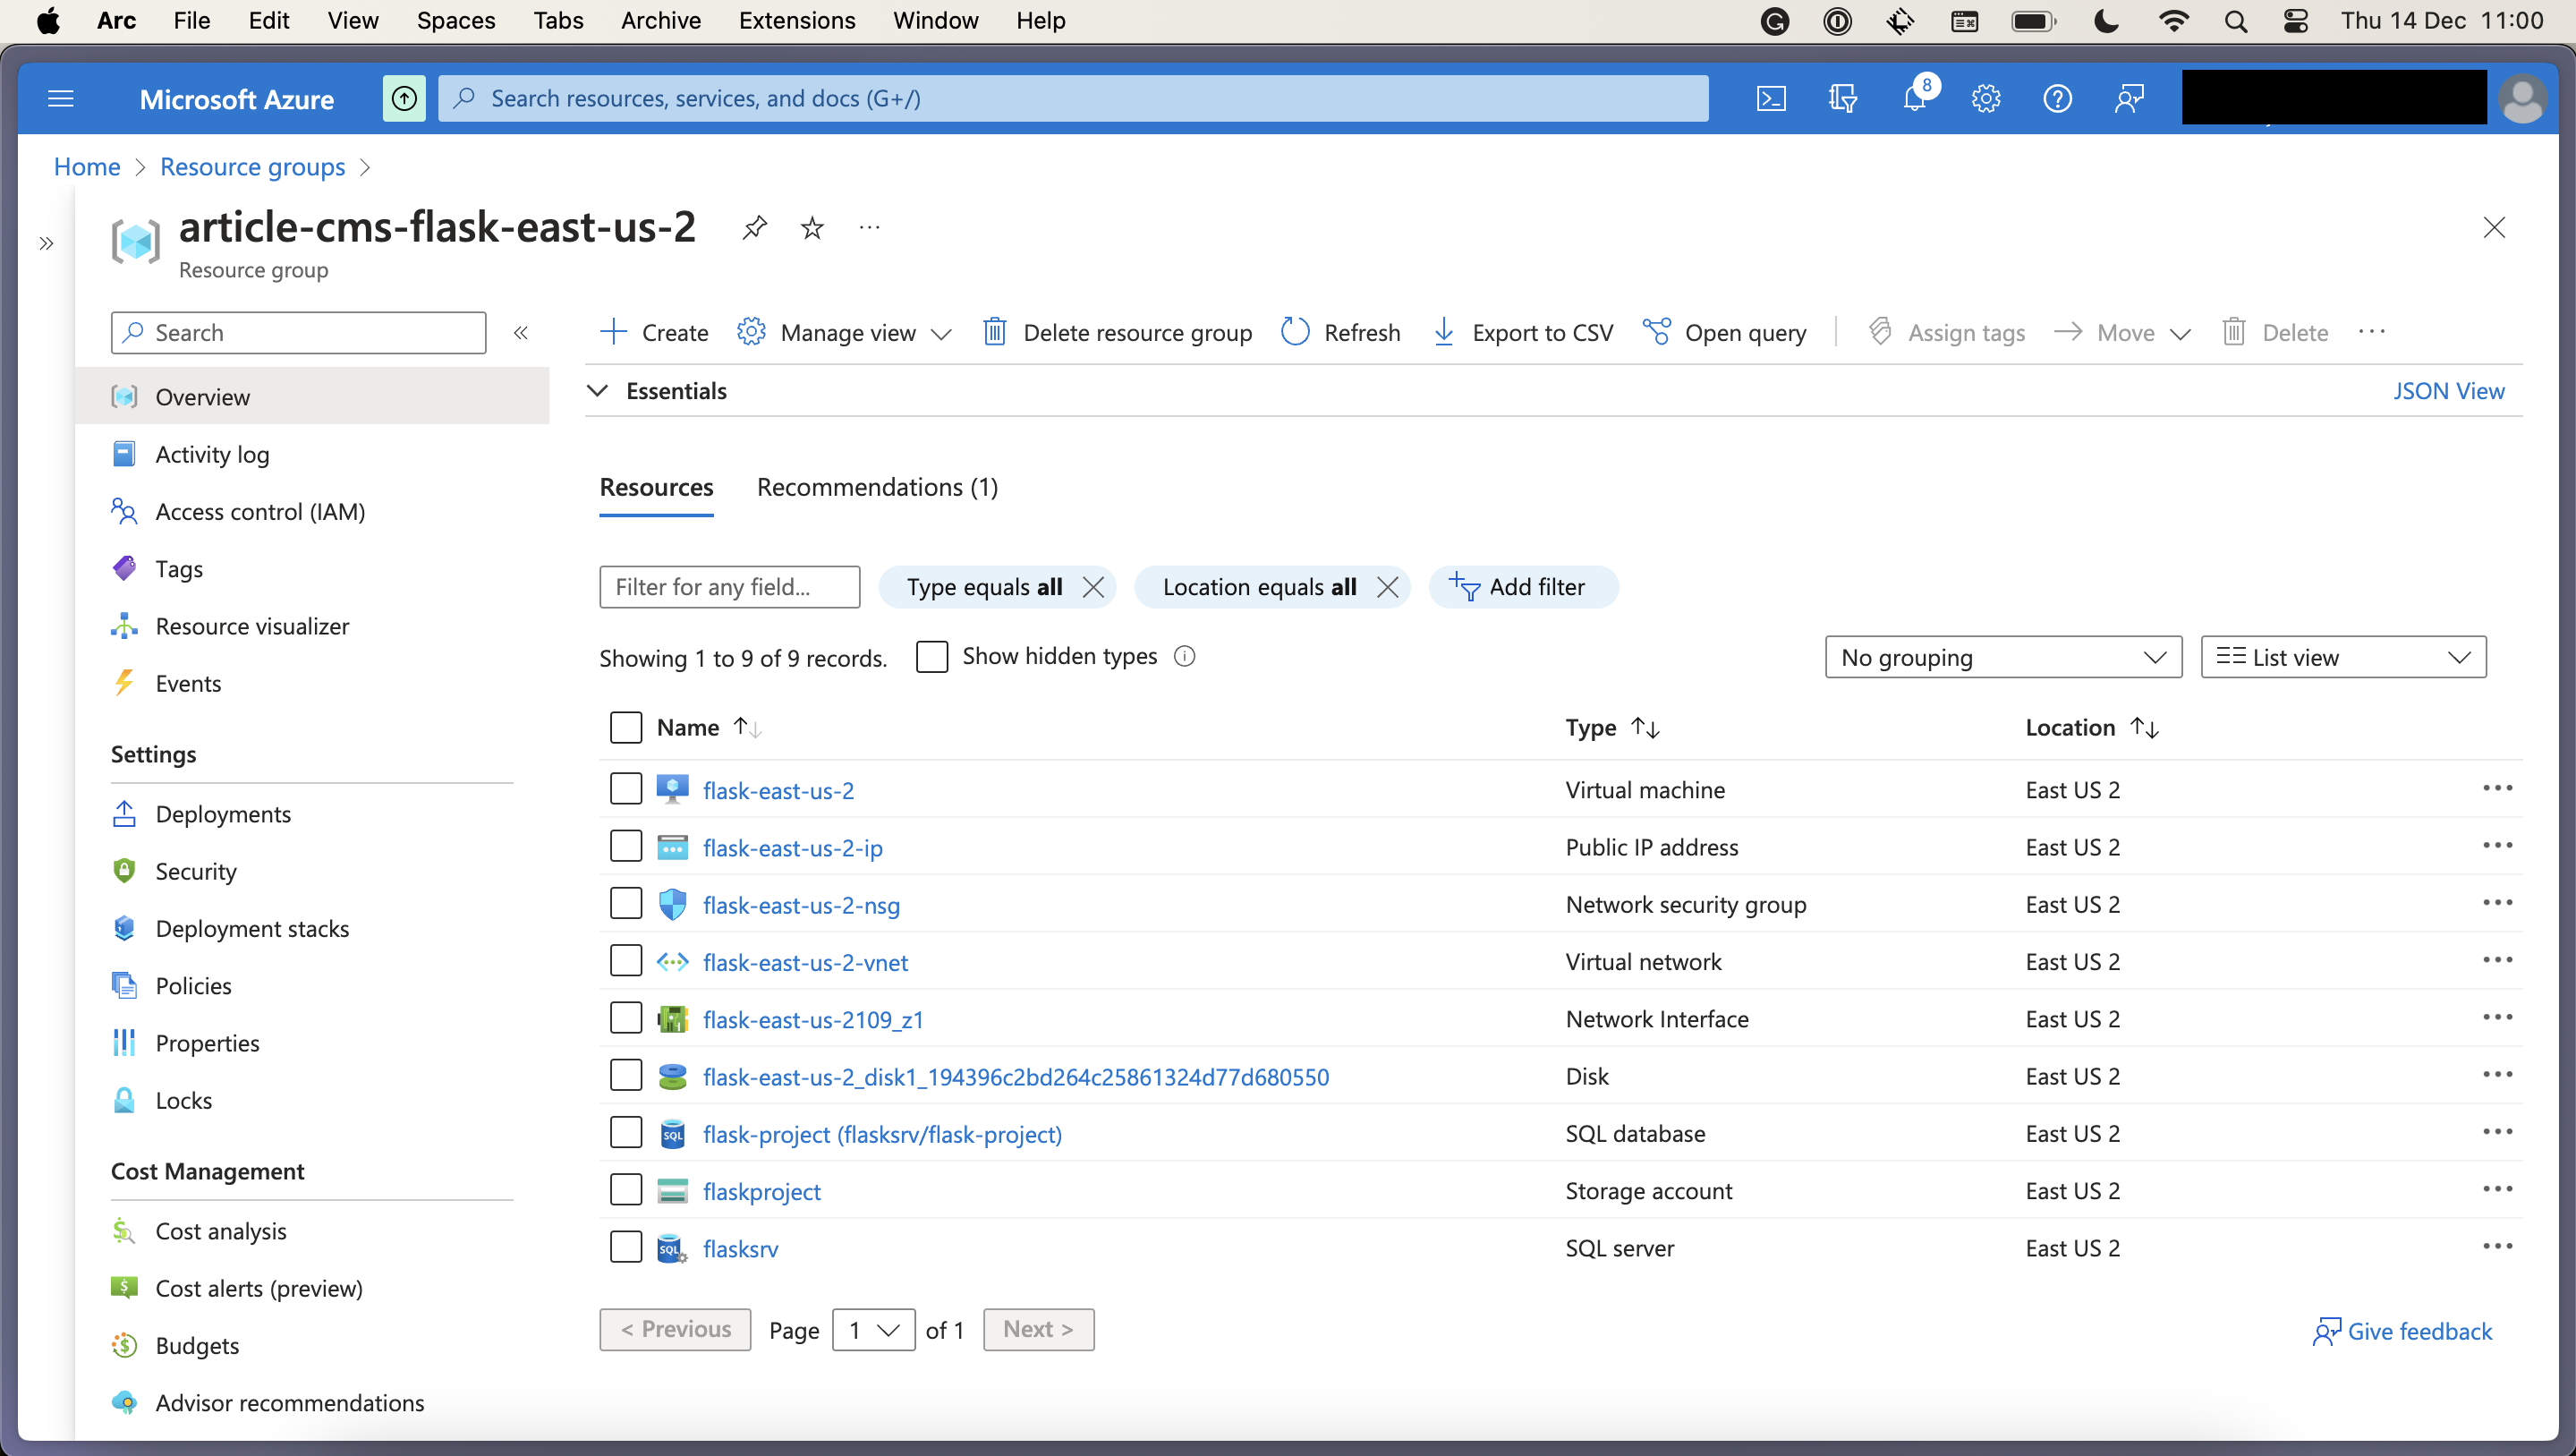 Arc File Edit View Spaces Tabs Archive Extensions Window Help Thu 14 Dec 11:00
Microsoft Azure Search resources, services, and docs (G+/) 8
Home > Resource groups >
article-cms-flask-east-us-2
Resource group
Search
Overview
Activity log
Access control (IAM)
Tags
Resource visualizer
Events
Settings
Deployments
Security
Deployment stacks
Policies
Properties
Locks
Cost Management
Cost analysis
Cost alerts (preview)
Budgets
Advisor recommendations
Create Manage view Delete resource group Refresh Export to CSV Open query Assign tags Move Delete
Essentials JSON View
Resources Recommendations (1)
Filter for any field... Type equals all Location equals all Add filter
Showing 1 to 9 of 9 records. Show hidden types No grouping List view
Name Type Location
flask-east-us-2 Virtual machine East US 2
flask-east-us-2-ip Public IP address East US 2
flask-east-us-2-nsg Network security group East US 2
flask-east-us-2-vnet Virtual network East US 2
flask-east-us-2109_z1 Network Interface East US 2
flask-east-us-2_disk1_194396c2bd264c25861324d77d680550 Disk East US 2
SQL flask-project (flasksrv/flask-project) SQL database East US 2
flaskproject Storage account East US 2
SQL flasksrv SQL server East US 2
< Previous Page 1 of 1 Next >
Give feedback